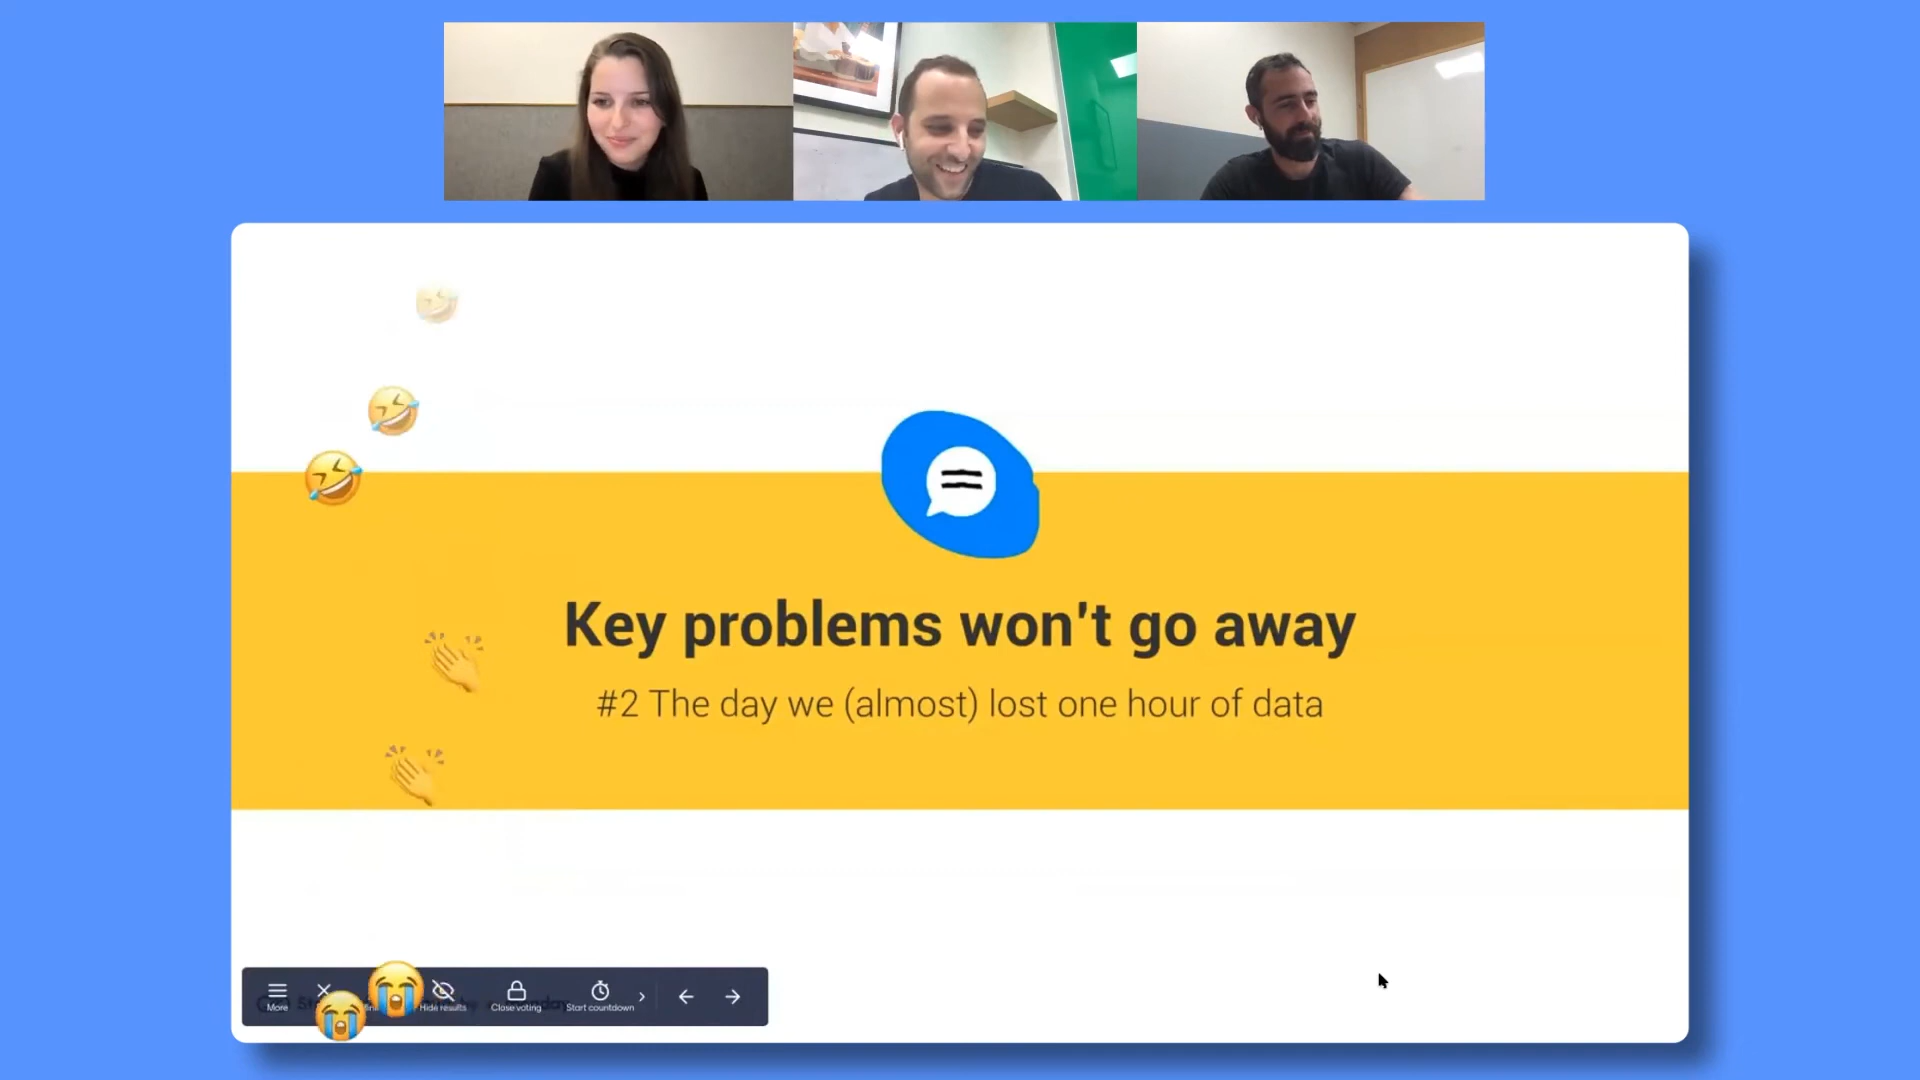 Key problems won't go away
#2 The day we (almost) lost one hour of data
More
Hide results
Close voting
Start countdown